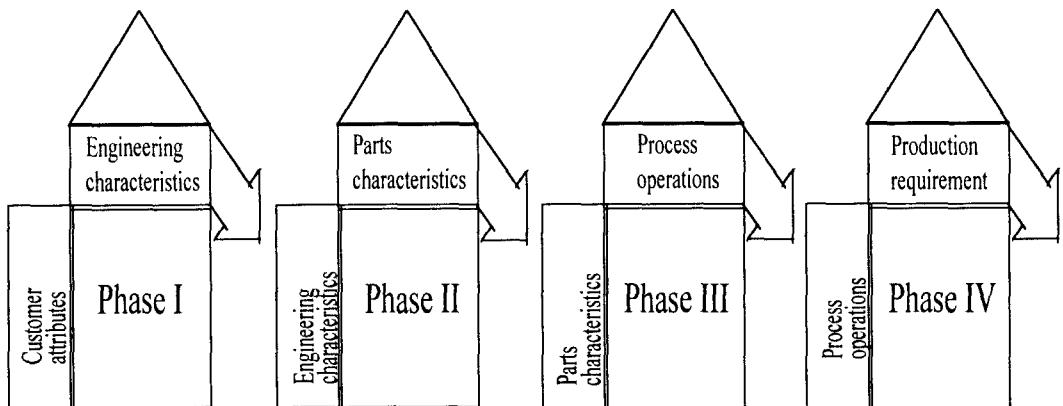 Engineering
characteristics
Customer
attributes
Phase I
Parts
characteristics
Engineering
characteristics
Phase II
Process
operations
Parts
characteristics
Phase III
Production
requirement
Process
operations
Phase IV